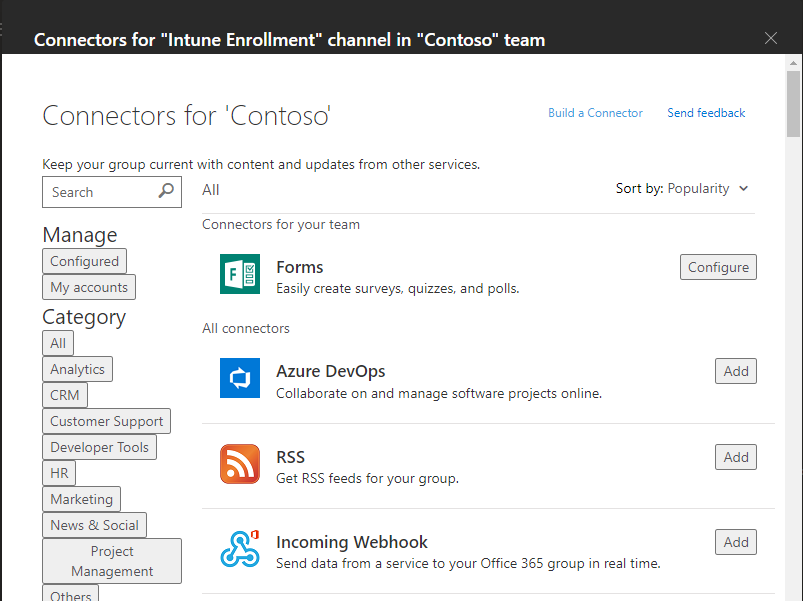 Connectors for "Intune Enrollment" channel in "Contoso" team
Connectors for 'Contoso'
Build a Connector
Send feedback
Keep your group current with content and updates from other services.
Search
All
Sort by: Popularity
Manage
Configured
My accounts
Category
All
Analytics
CRM
Customer Support
Developer Tools
HR
Marketing
News & Social
Project
Management
Others
Connectors for your team
F
Forms
Easily create surveys, quizzes, and polls.
Configure
All connectors
Azure DevOps
Collaborate on and manage software projects online.
Add
RSS
Get RSS feeds for your group.
Add
Incoming Webhook
Send data from a service to your Office 365 group in real time.
Add